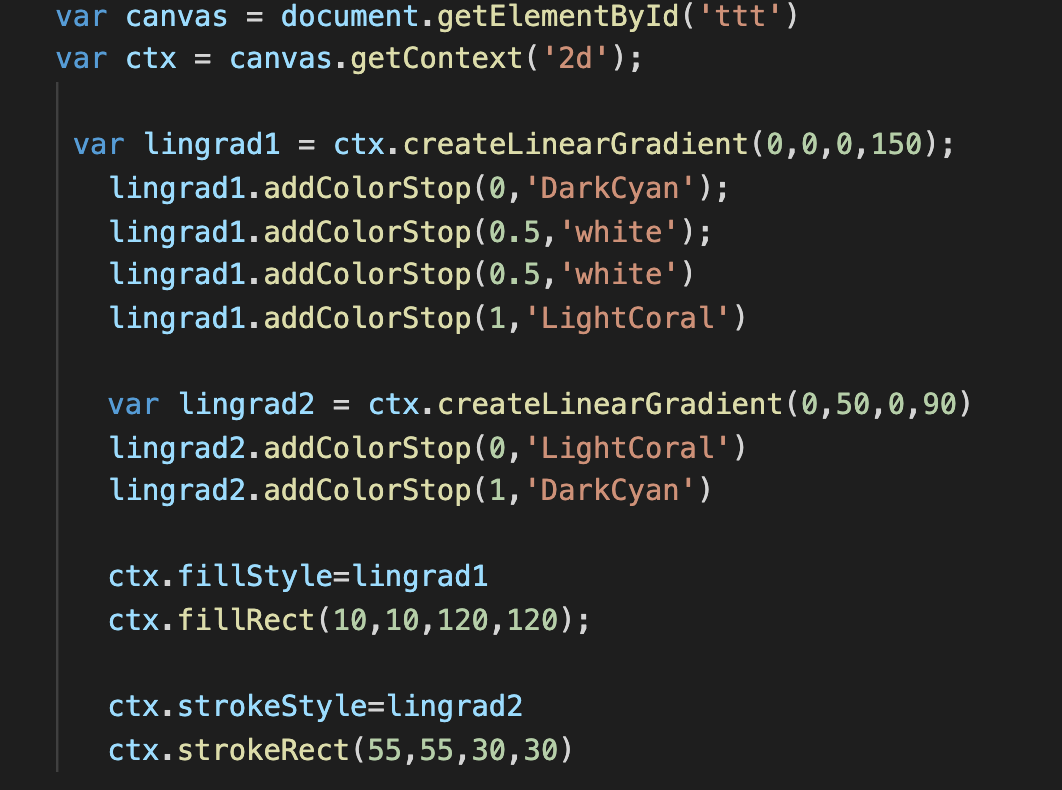 var canvas = document.getElementById('ttt')
var ctx = canvas.getContext('2d');
var lingrad1 = ctx.createLinearGradient(0,0,0,150);
lingrad1.addColorStop(0,'DarkCyan');
lingrad1.addColorStop(0.5,'white');
lingrad1.addColorStop(0.5,'white')
lingrad1.addColorStop(1,'LightCoral')
var lingrad2 = ctx.createLinearGradient(0,50,0,90)
lingrad2.addColorStop(0,'LightCoral')
lingrad2.addColorStop(1,'DarkCyan')
ctx.fillStyle=lingrad1
ctx.fillRect(10,10,120,120);
ctx.strokeStyle=lingrad2
ctx.strokeRect(55,55,30,30)